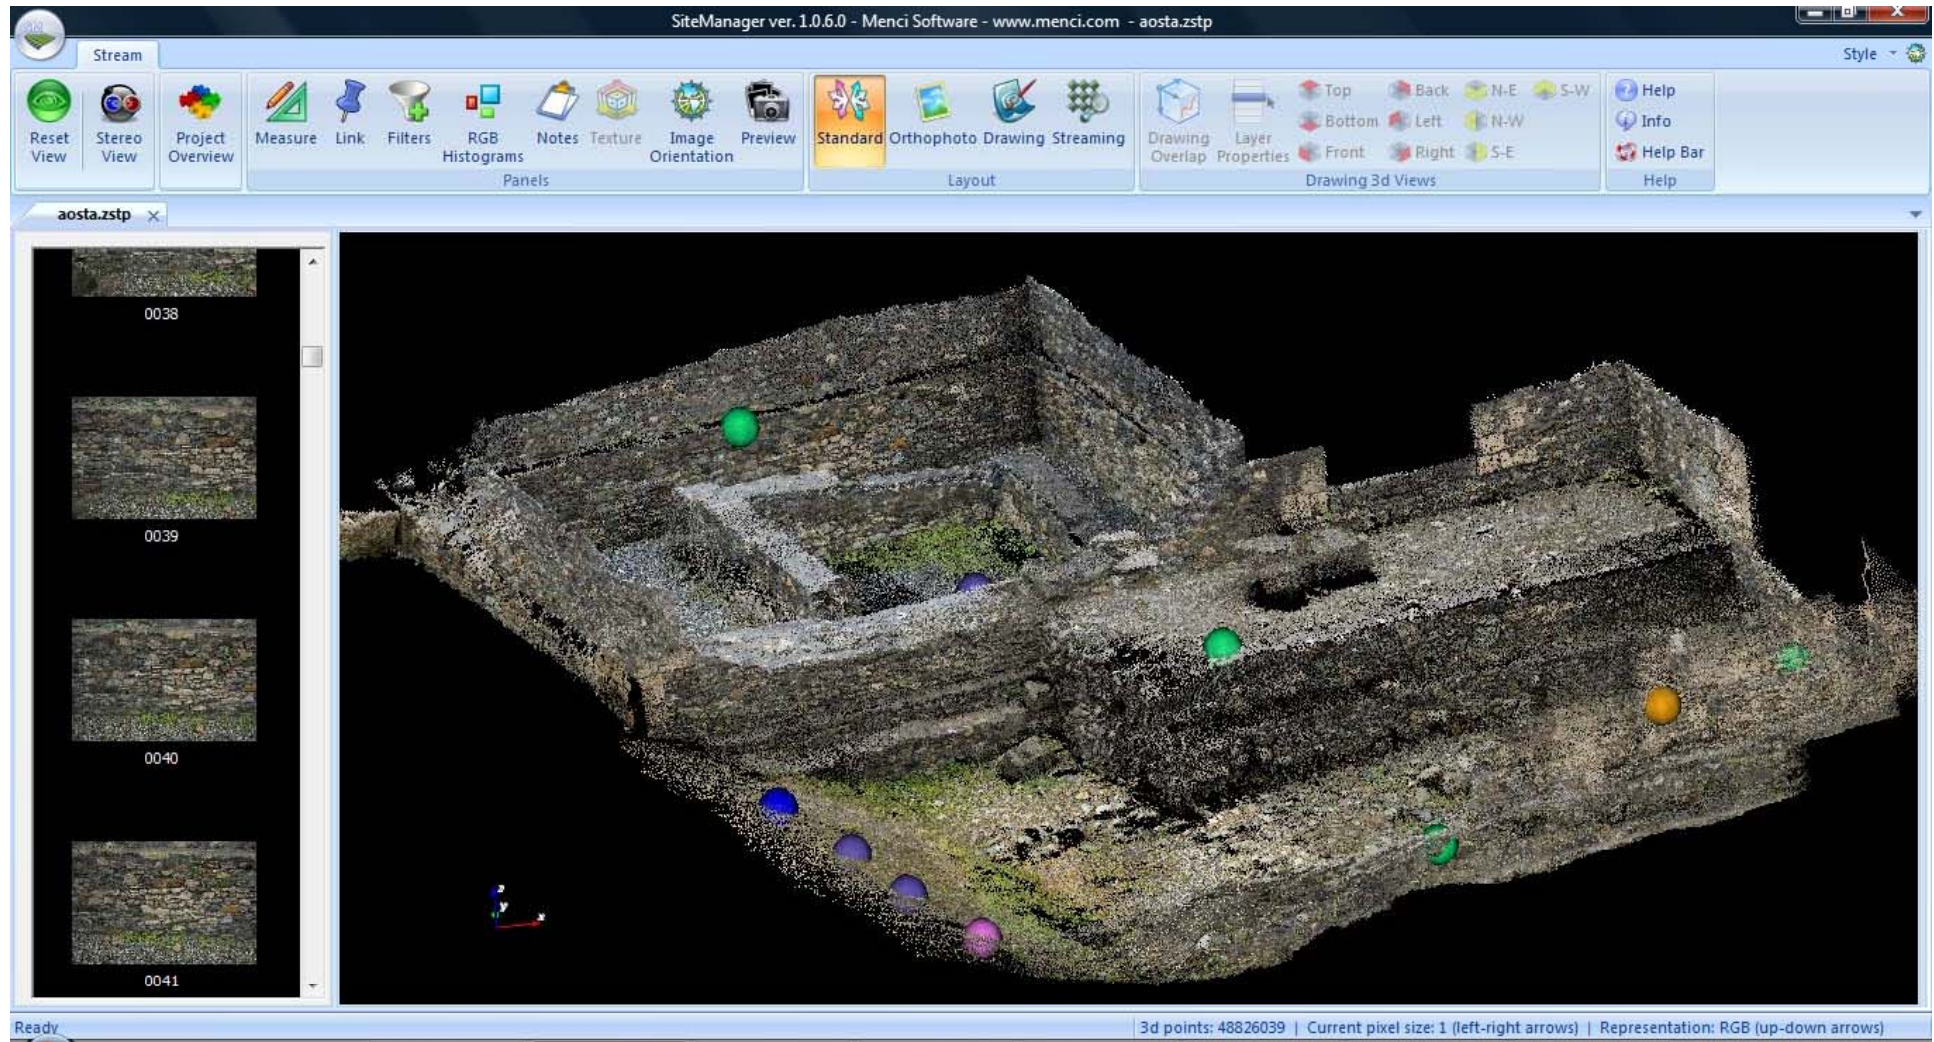 SiteManager ver. 1.0.6.0 - Menci Software - www.menci.com - aosta.zstp
Stream
Style
Reset View
Stereo View
Project Overview
Measure
Link
Filters
RGB Histograms
Notes
Texture
Image Orientation
Preview
Panels
Standard
Orthophoto
Drawing
Streaming
Layout
Drawing Overlap
Layer Properties
Top
Back
N-E
S-W
Bottom
Left
N-W
Front
Right
S-E
Drawing 3d Views
Help
Info
Help Bar
Help
aosta.zstp
0038
0039
0040
0041
z
y
x
Ready
3d points: 48826039 | Current pixel size: 1 (left-right arrows) | Representation: RGB (up-down arrows)